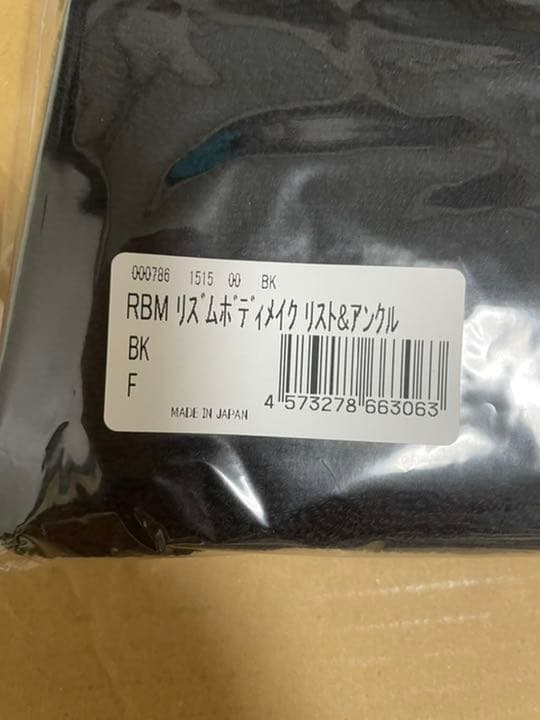 000786 1515 00 BK
RBM ﾘｽﾞﾑﾎﾞﾃﾞｨﾒｲｸ ﾘｽﾄ&ｱﾝｸﾙ
BK
F
MADE IN JAPAN
4 573278 663063